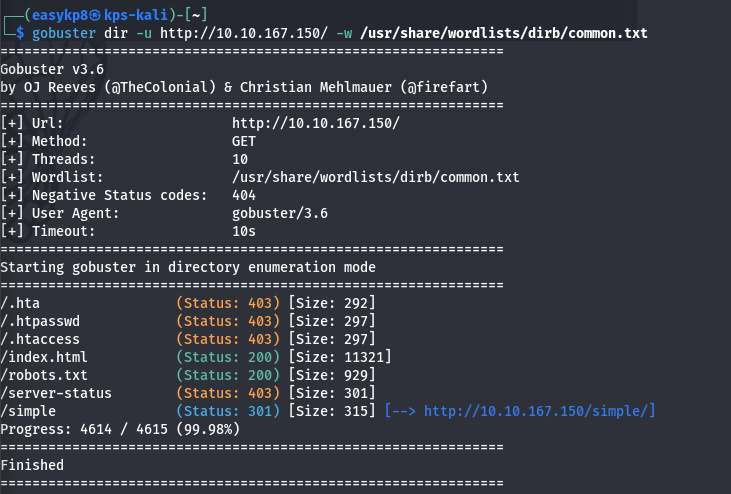 ┌──(easykp8㉿kps-kali)-[~]
└─$ gobuster dir -u http://10.10.167.150/ -w /usr/share/wordlists/dirb/common.txt
===============================================================
Gobuster v3.6
by OJ Reeves (@TheColonial) & Christian Mehlmauer (@firefart)
===============================================================
[+] Url:                     http://10.10.167.150/
[+] Method:                  GET
[+] Threads:                 10
[+] Wordlist:                /usr/share/wordlists/dirb/common.txt
[+] Negative Status codes:   404
[+] User Agent:              gobuster/3.6
[+] Timeout:                 10s
===============================================================
Starting gobuster in directory enumeration mode
===============================================================
/.hta                 (Status: 403) [Size: 292]
/.htpasswd            (Status: 403) [Size: 297]
/.htaccess            (Status: 403) [Size: 297]
/index.html           (Status: 200) [Size: 11321]
/robots.txt           (Status: 200) [Size: 929]
/server-status        (Status: 403) [Size: 301]
/simple               (Status: 301) [Size: 315] [--> http://10.10.167.150/simple/]
Progress: 4614 / 4615 (99.98%)
===============================================================
Finished
===============================================================